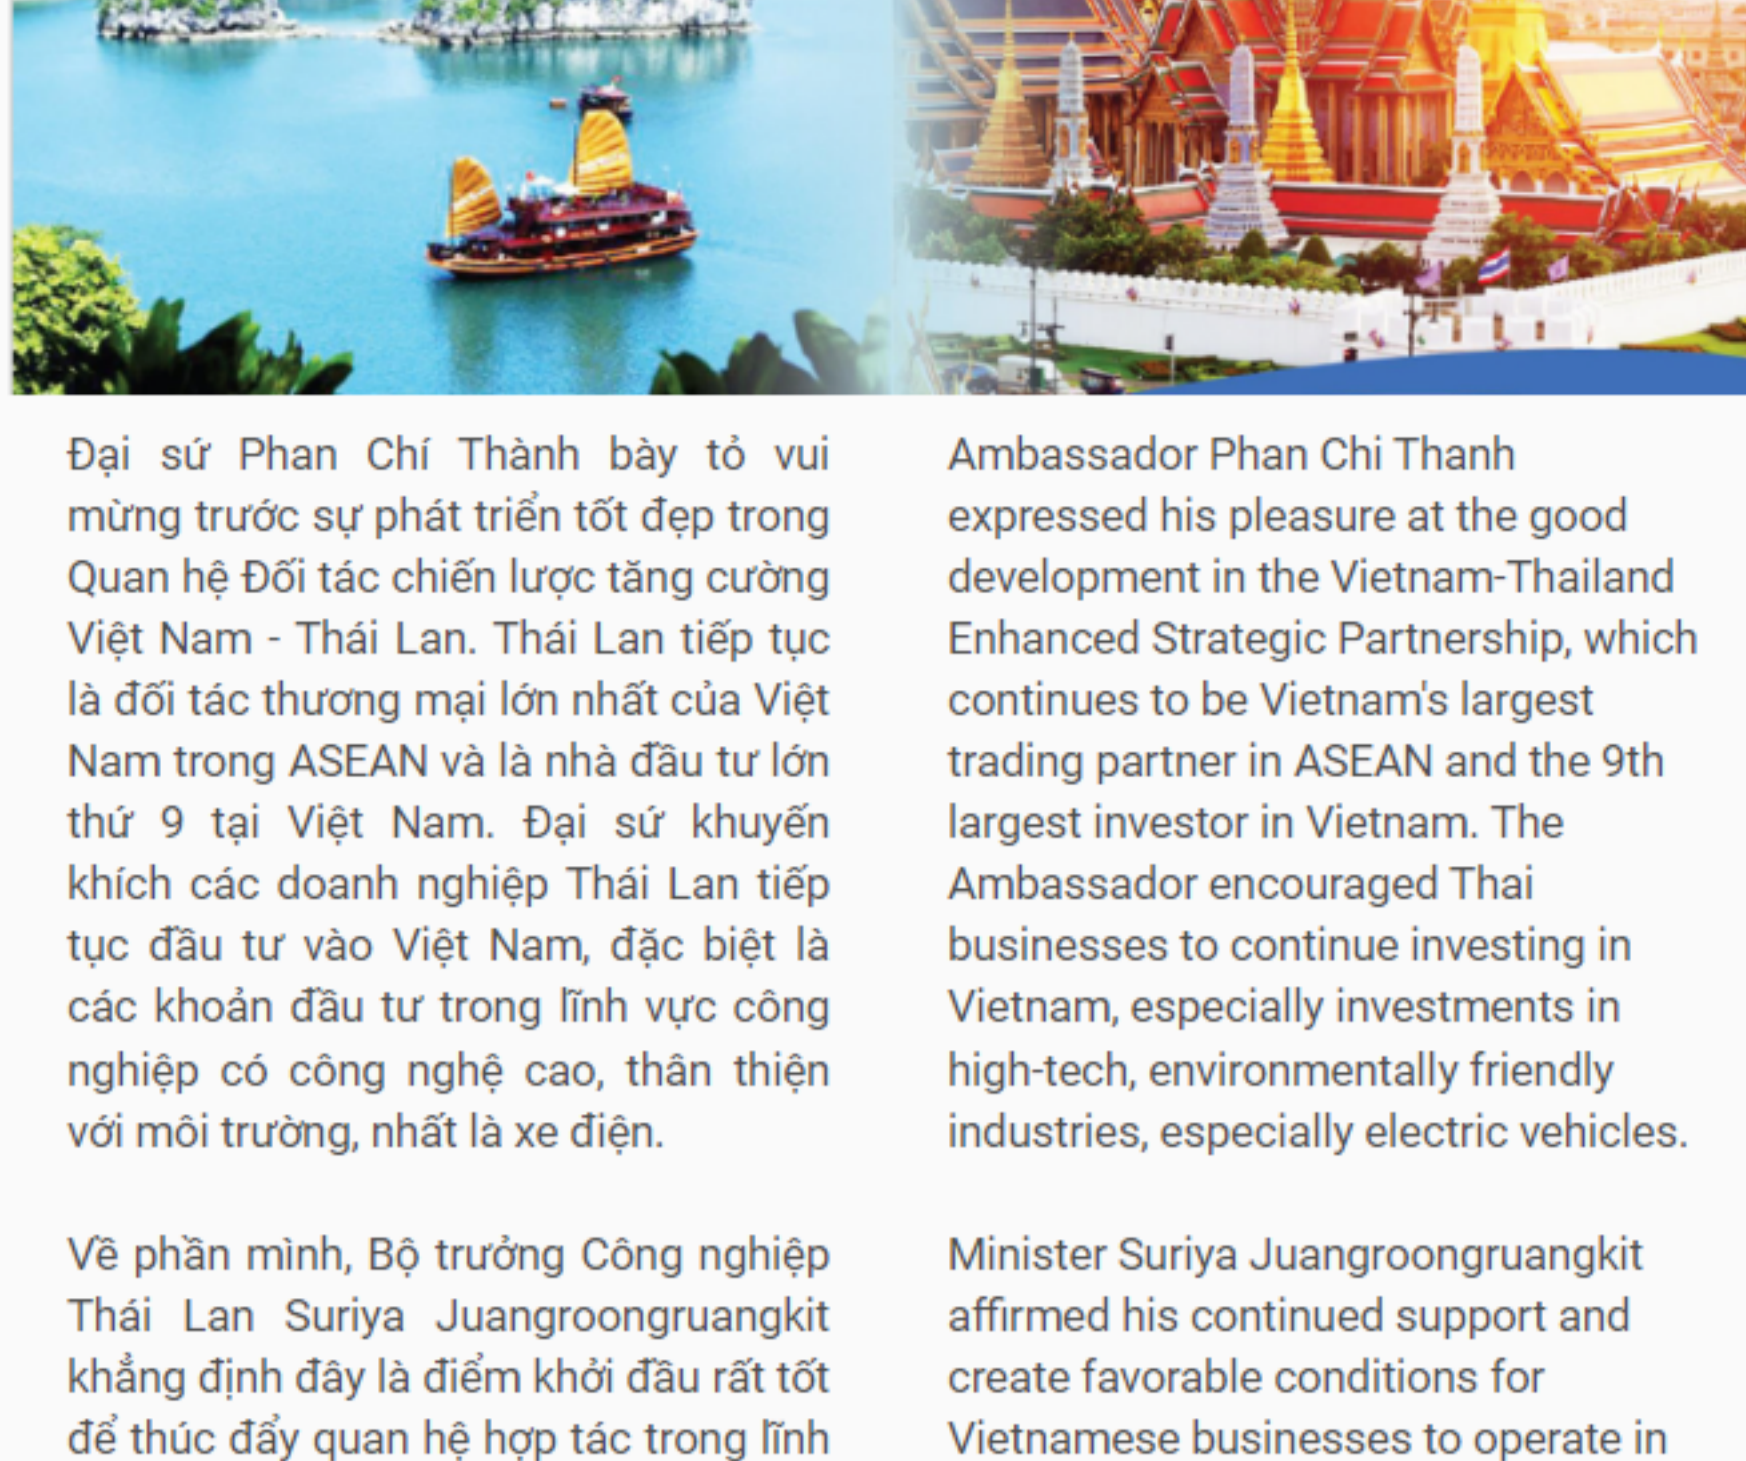 Đại sứ Phan Chí Thành bày tỏ vui
mừng trước sự phát triển tốt đẹp trong
Quan hệ Đối tác chiến lược tăng cường
Việt Nam - Thái Lan. Thái Lan tiếp tục
là đối tác thương mại lớn nhất của Việt
Nam trong ASEAN và là nhà đầu tư lớn
thứ 9 tại Việt Nam. Đại sứ khuyến
khích các doanh nghiệp Thái Lan tiếp
tục đầu tư vào Việt Nam, đặc biệt là
các khoản đầu tư trong lĩnh vực công
nghiệp có công nghệ cao, thân thiện
với môi trường, nhất là xe điện.
Về phần mình, Bộ trưởng Công nghiệp
Thái Lan Suriya Juangroongruangkit
khẳng định đây là điểm khởi đầu rất tốt
để thúc đẩy quan hệ hợp tác trong lĩnh
Ambassador Phan Chi Thanh
expressed his pleasure at the good
development in the Vietnam-Thailand
Enhanced Strategic Partnership, which
continues to be Vietnam's largest
trading partner in ASEAN and the 9th
largest investor in Vietnam. The
Ambassador encouraged Thai
businesses to continue investing in
Vietnam, especially investments in
high-tech, environmentally friendly
industries, especially electric vehicles.
Minister Suriya Juangroongruangkit
affirmed his continued support and
create favorable conditions for
Vietnamese businesses to operate in